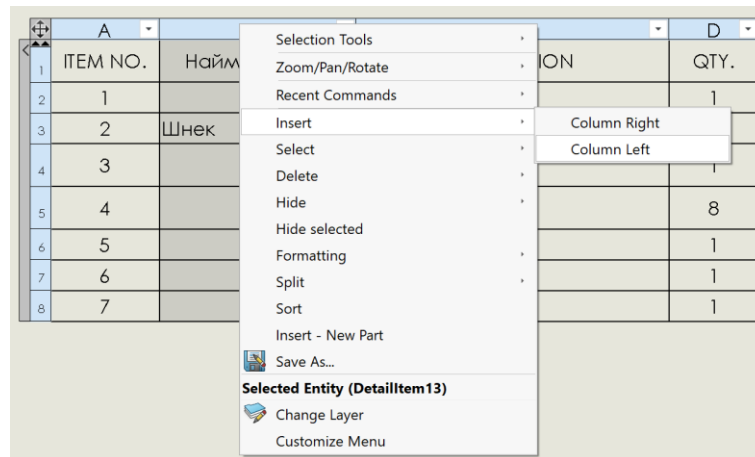 A
D
1 ITEM NO. Найм ION QTY.
2 1 1
3 2 Шнек
4 3 1
5 4 8
6 5 1
7 6 1
8 7 1
Selection Tools
Zoom/Pan/Rotate
Recent Commands
Insert
Select
Delete
Hide
Hide selected
Formatting
Split
Sort
Insert - New Part
Save As...
Selected Entity (DetailItem13)
Change Layer
Customize Menu
Column Right
Column Left